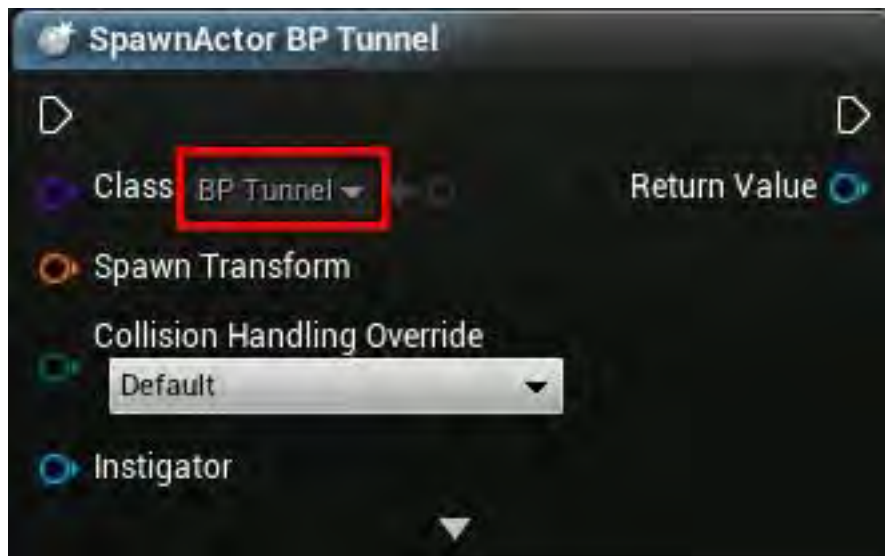 SpawnActor BP Tunnel
Class BP Tunnel Return Value
Spawn Transform
Collision Handling Override
Default
Instigator